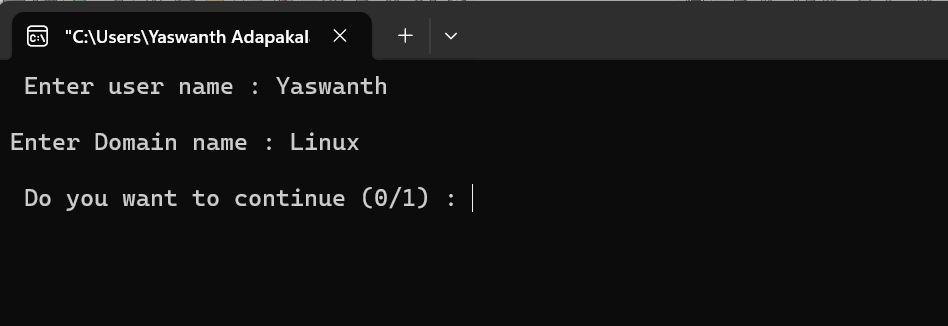 "C:\Users\Yaswanth Adapakal
Enter user name : Yaswanth
Enter Domain name : Linux
Do you want to continue (0/1) :